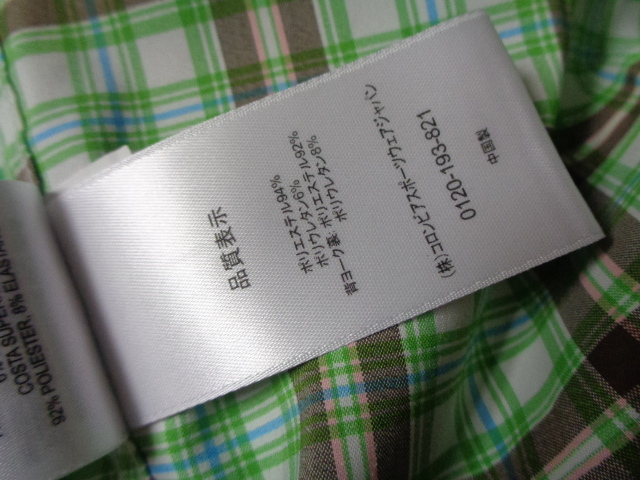 品質表示
ポリエステル94%
ポリウレタン6%
背ヨーク裏: ポリエステル92%
ポリウレタン8%
(株)コロンビアスポーツウェアジャパン
0120-193-821
中国製
COSTA SUPER
92% POLYESTER, 8% ELASTA